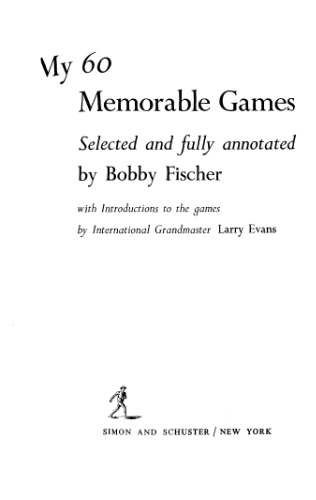 My 60
Memorable Games
Selected and fully annotated
by Bobby Fischer
with Introductions to the games
by International Grandmaster Larry Evans
SIMON AND SCHUSTER / NEW YORK